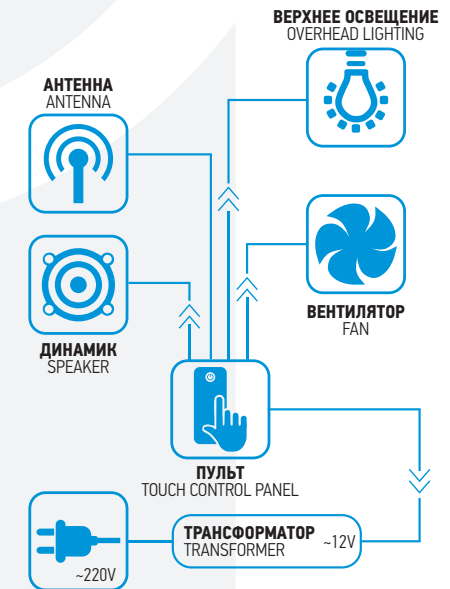 ВЕРХНЕЕ ОСВЕЩЕНИЕ
OVERHEAD LIGHTING
АНТЕННА
ANTENNA
ДИНАМИК
SPEAKER
ВЕНТИЛЯТОР
FAN
ПУЛЬТ
TOUCH CONTROL PANEL
ТРАНСФОРМАТОР
TRANSFORMER
~12V
~220V